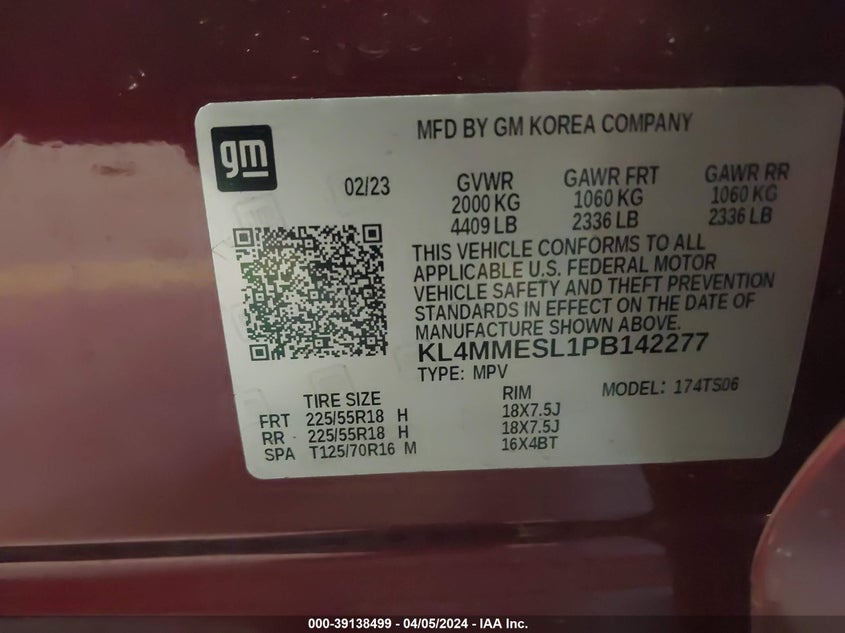 MFD BY GM KOREA COMPANY
gm
02/23
GVWR GAWR FRT GAWR RR
2000 KG 1060 KG 1060 KG
4409 LB 2336 LB 2336 LB
THIS VEHICLE CONFORMS TO ALL
APPLICABLE U.S. FEDERAL MOTOR
VEHICLE SAFETY AND THEFT PREVENTION
STANDARDS IN EFFECT ON THE DATE OF
MANUFACTURE SHOWN ABOVE.
KL4MMESL1PB142277
TYPE: MPV MODEL: 174TS06
TIRE SIZE RIM
FRT 225/55R18 H 18X7.5J
RR 225/55R18 H 18X7.5J
SPA T125/70R16 M 16X4BT
000-39138499 - 04/05/2024 - IAA Inc.